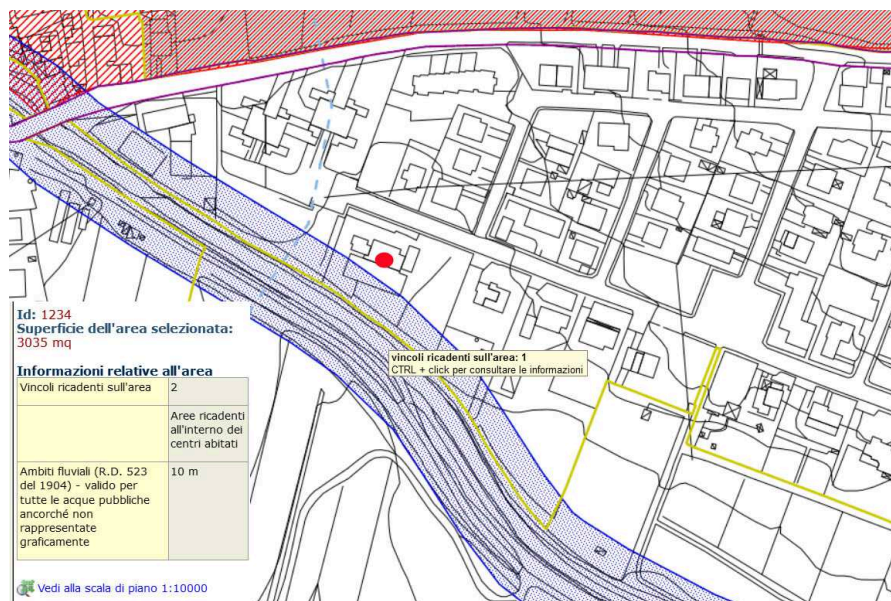 Id: 1234
Superficie dell'area selezionata:
3035 mq
Informazioni relative all'area
Vincoli ricadenti sull'area 2
Aree ricadenti
all'interno dei
centri abitati
Ambiti fluviali (R.D. 523 10 m
del 1904) - valido per
tutte le acque pubbliche
ancorché non
rappresentate
graficamente
Vedi alla scala di piano 1:10000
vincoli ricadenti sull'area: 1
CTRL + click per consultare le informazioni